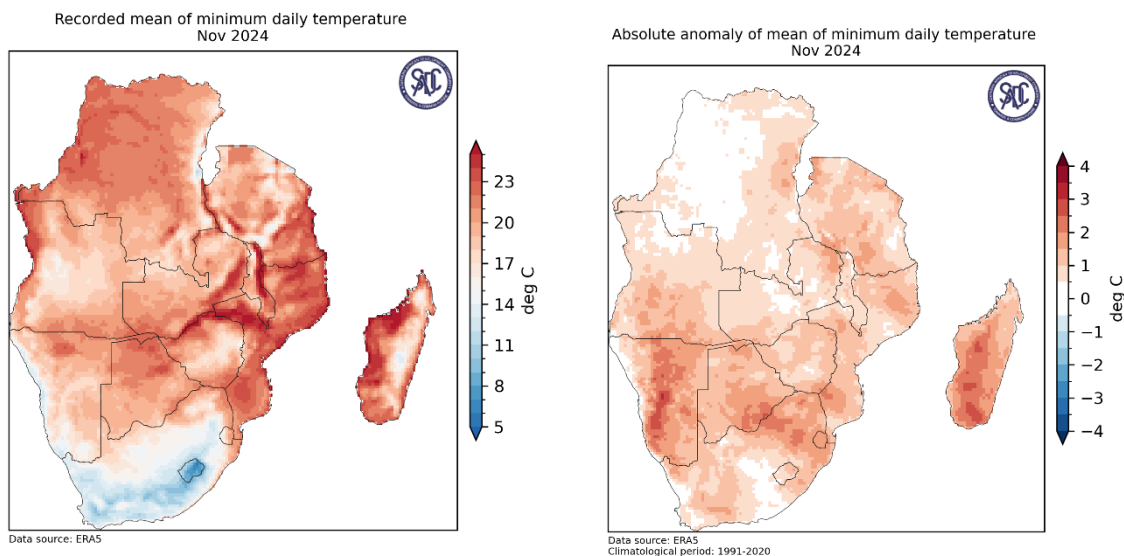 Recorded mean of minimum daily temperature
Nov 2024
SADC
23
20
17
14
11
8
5
deg C
Data source: ERA5
Absolute anomaly of mean of minimum daily temperature
Nov 2024
SADC
4
3
2
1
0
−1
−2
−3
−4
deg C
Data source: ERA5
Climatological period: 1991-2020